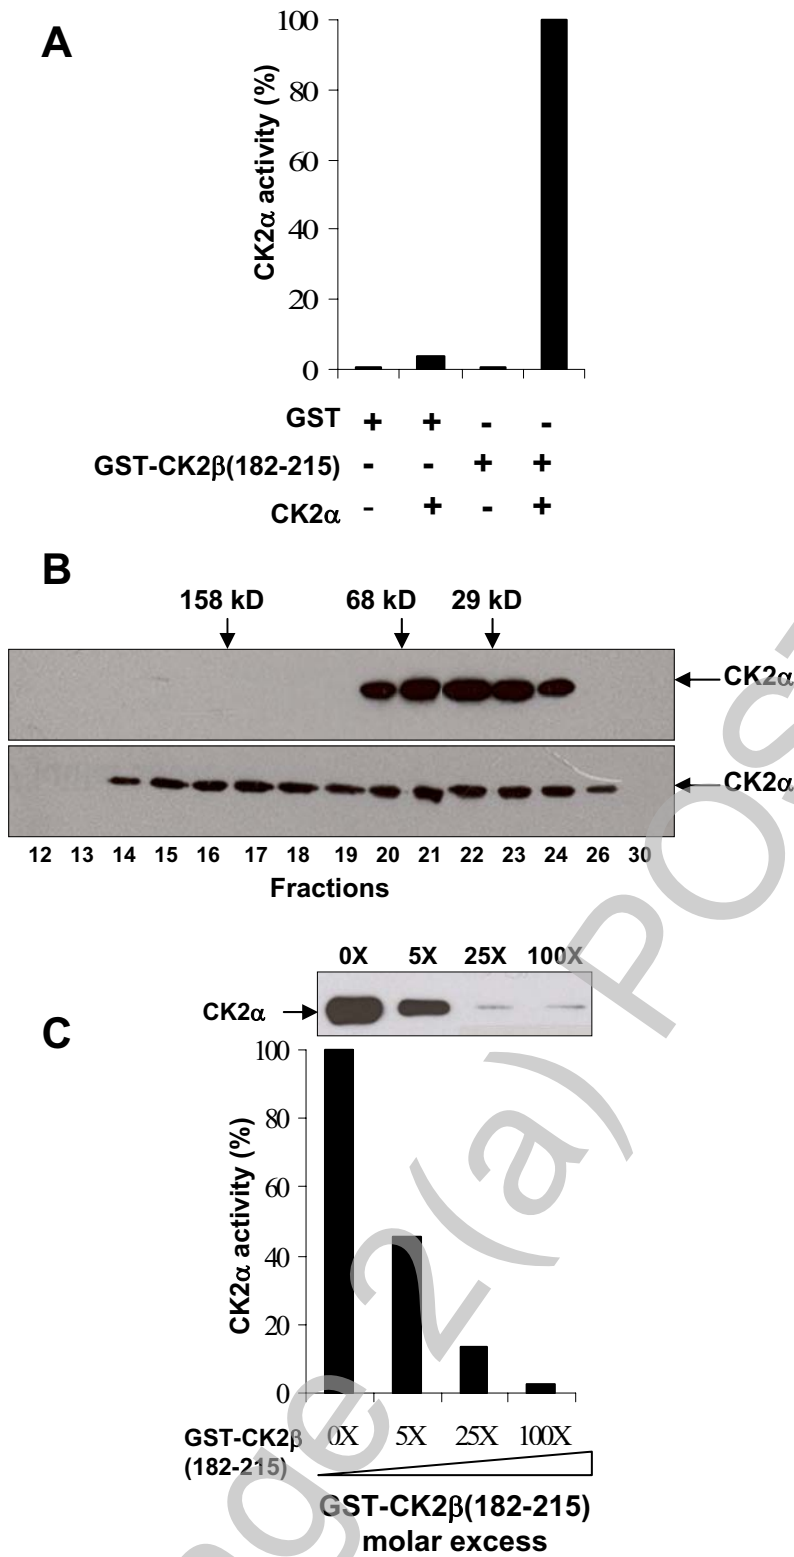 A
100
80
60
40
20
0
CK2α activity (%)
GST + + - -
GST-CK2β(182-215) - - + +
CK2α - + - +
B
158 kD 68 kD 29 kD
CK2α
CK2α
12 13 14 15 16 17 18 19 20 21 22 23 24 26 30
Fractions
0X 5X 25X 100X
CK2α
C
100
80
60
40
20
0
CK2α activity (%)
GST-CK2β 0X 5X 25X 100X
(182-215)
GST-CK2β(182-215)
molar excess
age 2(a) POST